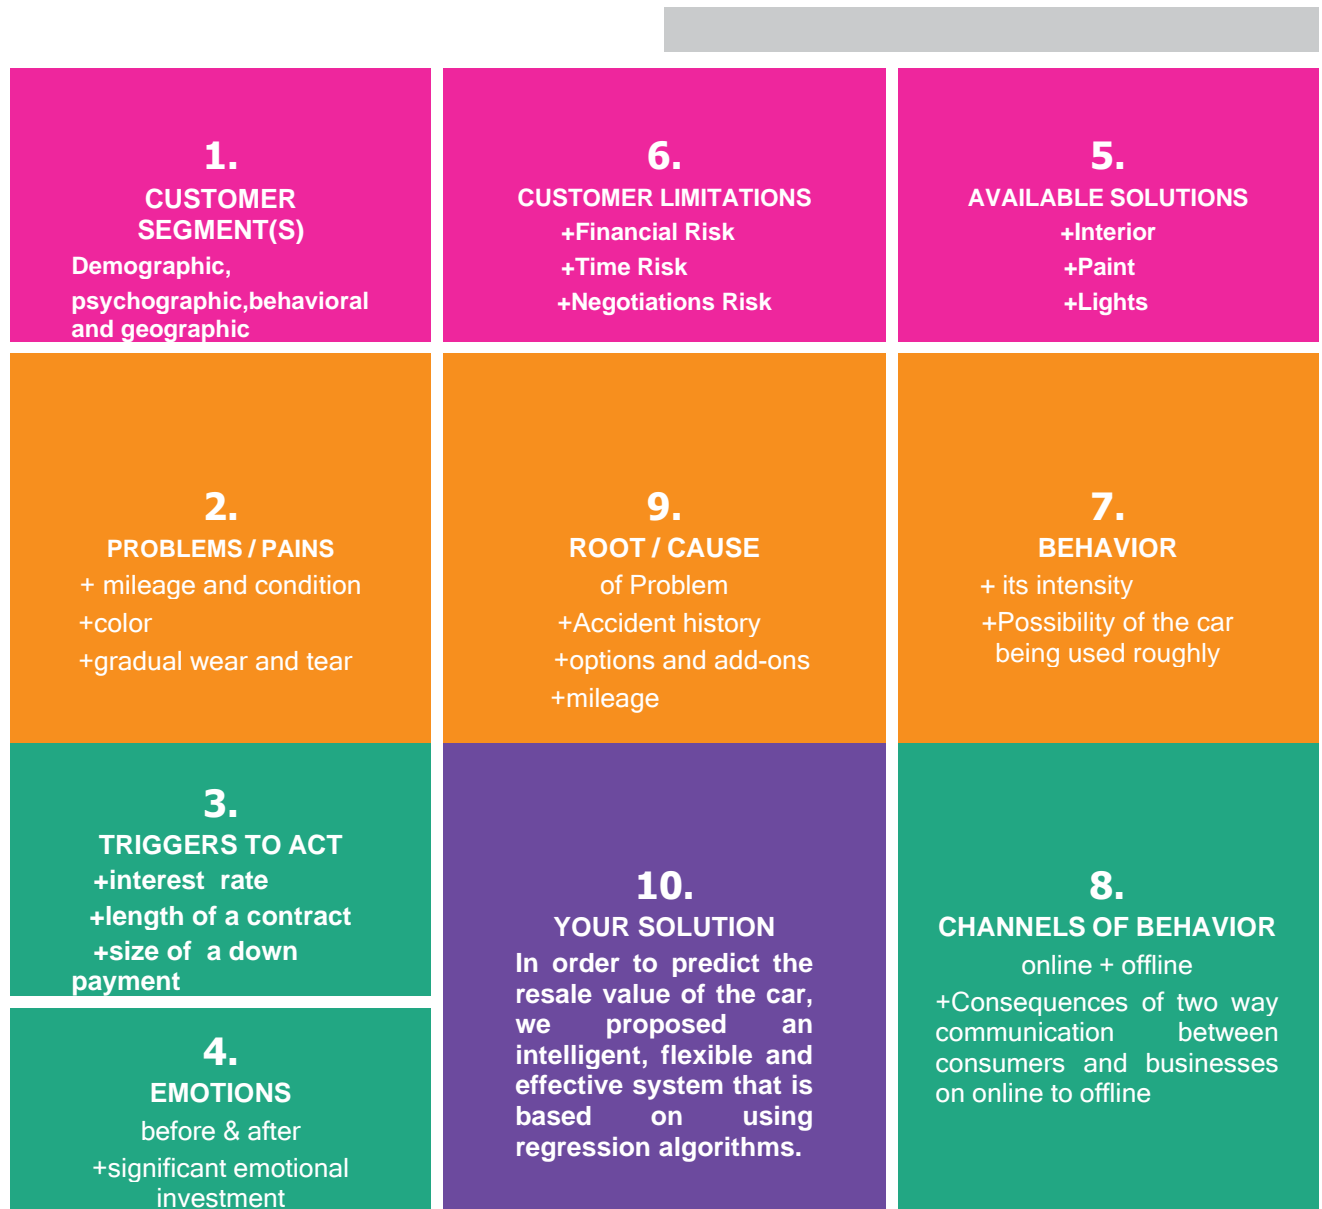 1.
CUSTOMER
SEGMENT(S)
Demographic,
psychographic,behavioral
and geographic
6.
CUSTOMER LIMITATIONS
+Financial Risk
+Time Risk
+Negotiations Risk
5.
AVAILABLE SOLUTIONS
+Interior
+Paint
+Lights
2.
PROBLEMS / PAINS
+ mileage and condition
+color
+gradual wear and tear
9.
ROOT / CAUSE
of Problem
+Accident history
+options and add-ons
+mileage
7.
BEHAVIOR
+ its intensity
+Possibility of the car
being used roughly
3.
TRIGGERS TO ACT
+interest rate
+length of a contract
+size of a down
payment
4.
EMOTIONS
before & after
+significant emotional
investment
10.
YOUR SOLUTION
In order to predict the
resale value of the car,
we proposed an
intelligent, flexible and
effective system that is
based on using
regression algorithms.
8.
CHANNELS OF BEHAVIOR
online + offline
+Consequences of two way
communication between
consumers and businesses
on online to offline